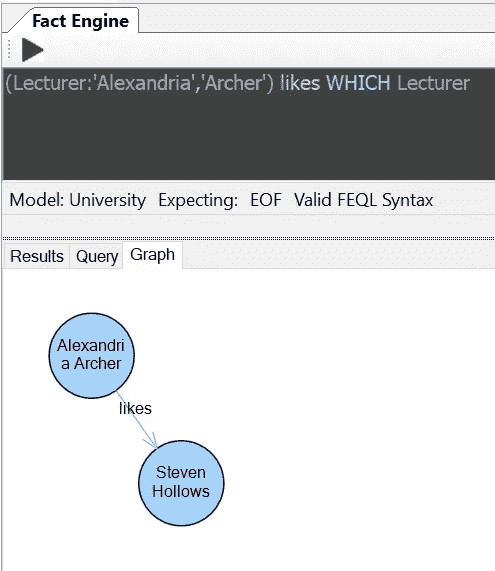 Fact Engine
(Lecturer:'Alexandria','Archer') likes WHICH Lecturer
Model: University Expecting: EOF Valid FEQL Syntax
Results Query Graph
Alexandri
a Archer
likes
Steven
Hollows